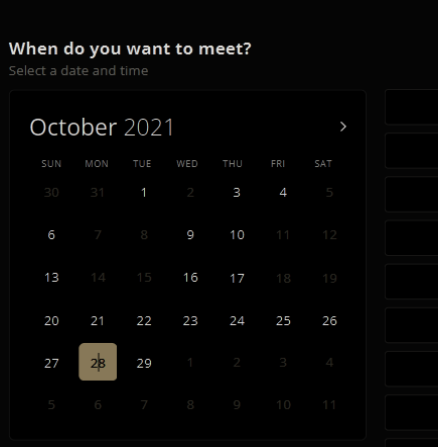 When do you want to meet?
Select a date and time
October 2021
SUN MON TUE WED THU FRI SAT
30 31 1 2 3 4 5
6 7 8 9 10 11 12
13 14 15 16 17 18 19
20 21 22 23 24 25 26
27 28 29 1 2 3 4
5 6 7 8 9 10 11